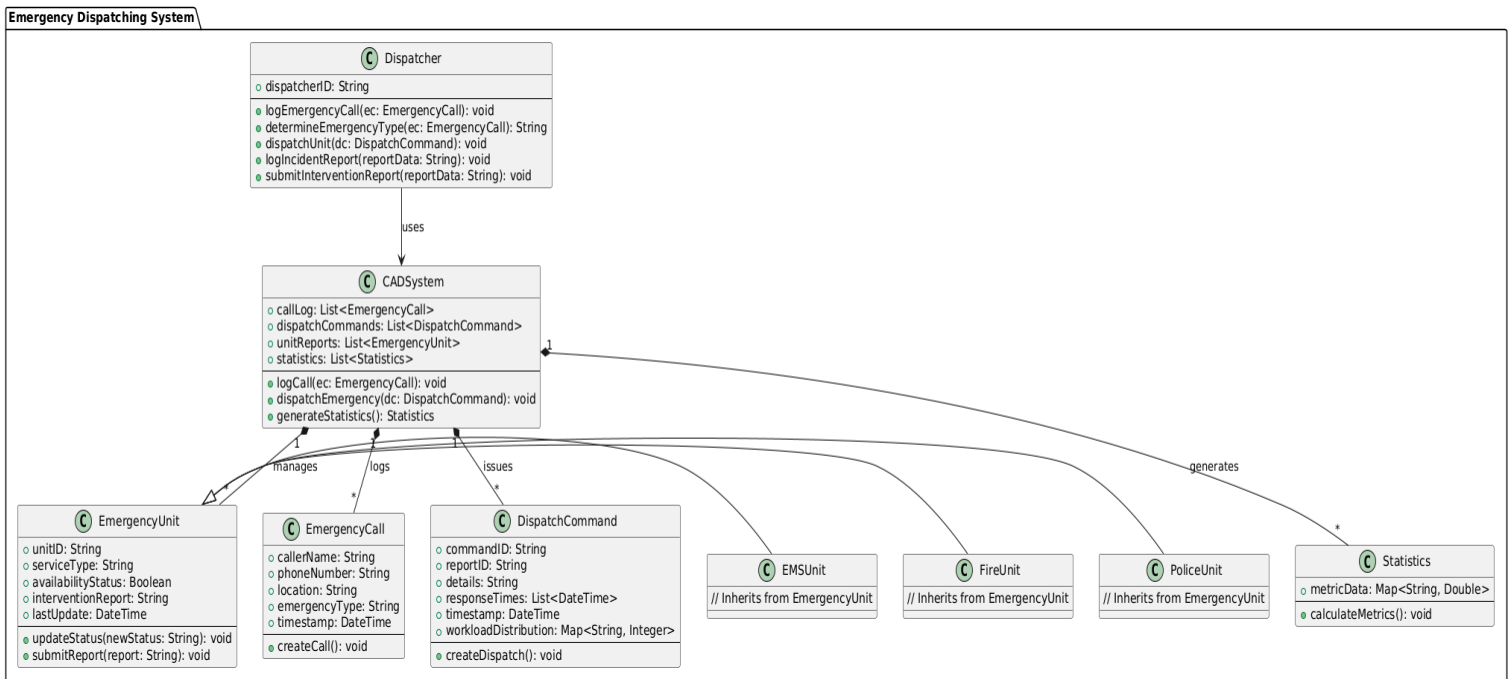 Emergency Dispatching System
C Dispatcher
dispatcherID: String
logEmergencyCall(ec: EmergencyCall): void
determineEmergencyType(ec: EmergencyCall): String
dispatchUnit(dc: DispatchCommand): void
logIncidentReport(reportData: String): void
submitInterventionReport(reportData: String): void
uses
C CADSystem
callLog: List<EmergencyCall>
dispatchCommands: List<DispatchCommand>
unitReports: List<EmergencyUnit>
statistics: List<Statistics>
logCall(ec: EmergencyCall): void
dispatchEmergency(dc: DispatchCommand): void
generateStatistics(): Statistics
1
1
1
1
manages
logs
issues
generates
*
*
*
*
C EmergencyUnit
unitID: String
serviceType: String
availabilityStatus: Boolean
interventionReport: String
lastUpdate: DateTime
updateStatus(newStatus: String): void
submitReport(report: String): void
C EmergencyCall
callerName: String
phoneNumber: String
location: String
emergencyType: String
timestamp: DateTime
createCall(): void
C DispatchCommand
commandID: String
reportID: String
details: String
responseTimes: List<DateTime>
timestamp: DateTime
workloadDistribution: Map<String, Integer>
createDispatch(): void
C EMSUnit
// Inherits from EmergencyUnit
C FireUnit
// Inherits from EmergencyUnit
C PoliceUnit
// Inherits from EmergencyUnit
C Statistics
metricData: Map<String, Double>
calculateMetrics(): void